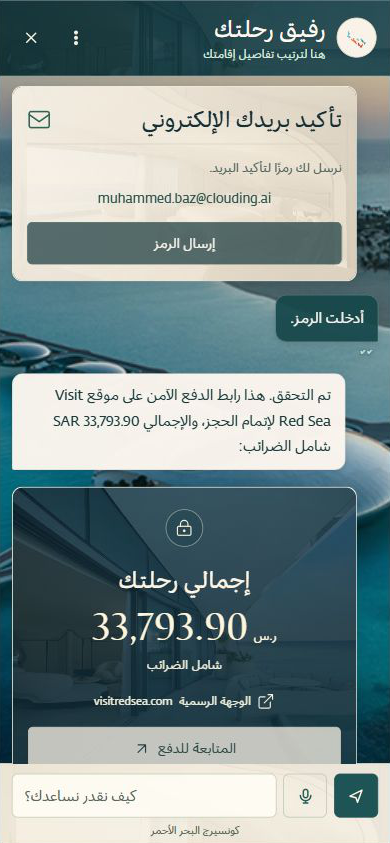 رفيق رحلتك
هنا لترتيب تفاصيل إقامتك
تأكيد بريدك الإلكتروني
نرسل لك رمزًا لتأكيد البريد.
muhammed.baz@clouding.ai
إرسال الرمز
أدخلت الرمز.
تم التحقق. هذا رابط الدفع الآمن على موقع Visit
Red Sea لإتمام الحجز، والإجمالي SAR 33,793.90
شامل الضرائب:
إجمالي رحلتك
33,793.90 ر.س
شامل الضرائب
الوجهة الرسمية visitredsea.com
المتابعة للدفع
كيف نقدر نساعدك؟
كونسيرج البحر الأحمر